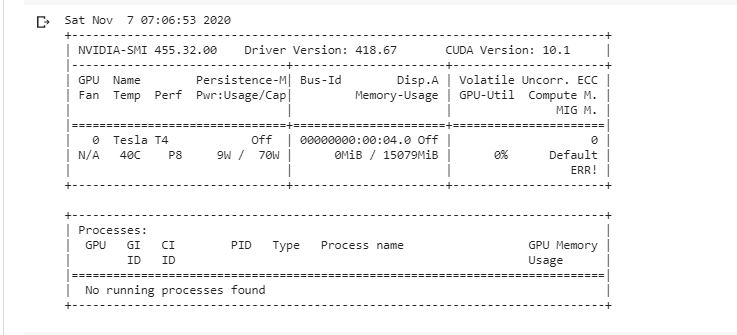 Sat Nov  7 07:06:53 2020
+-----------------------------------------------------------------------------+
| NVIDIA-SMI 455.32.00    Driver Version: 418.67       CUDA Version: 10.1     |
|-------------------------------+----------------------+----------------------+
| GPU  Name        Persistence-M| Bus-Id        Disp.A | Volatile Uncorr. ECC |
| Fan  Temp  Perf  Pwr:Usage/Cap|         Memory-Usage | GPU-Util  Compute M. |
|                               |                      |               MIG M. |
|===============================+======================+======================|
|   0  Tesla T4            Off  | 00000000:00:04.0 Off |                    0 |
| N/A   40C    P8     9W /  70W |      0MiB / 15079MiB |      0%      Default |
|                               |                      |                 ERR! |
+-------------------------------+----------------------+----------------------+

+-----------------------------------------------------------------------------+
| Processes:                                                                  |
|  GPU   GI   CI        PID   Type   Process name                  GPU Memory |
|        ID   ID                                                   Usage      |
|=============================================================================|
|  No running processes found                                                 |
+-----------------------------------------------------------------------------+